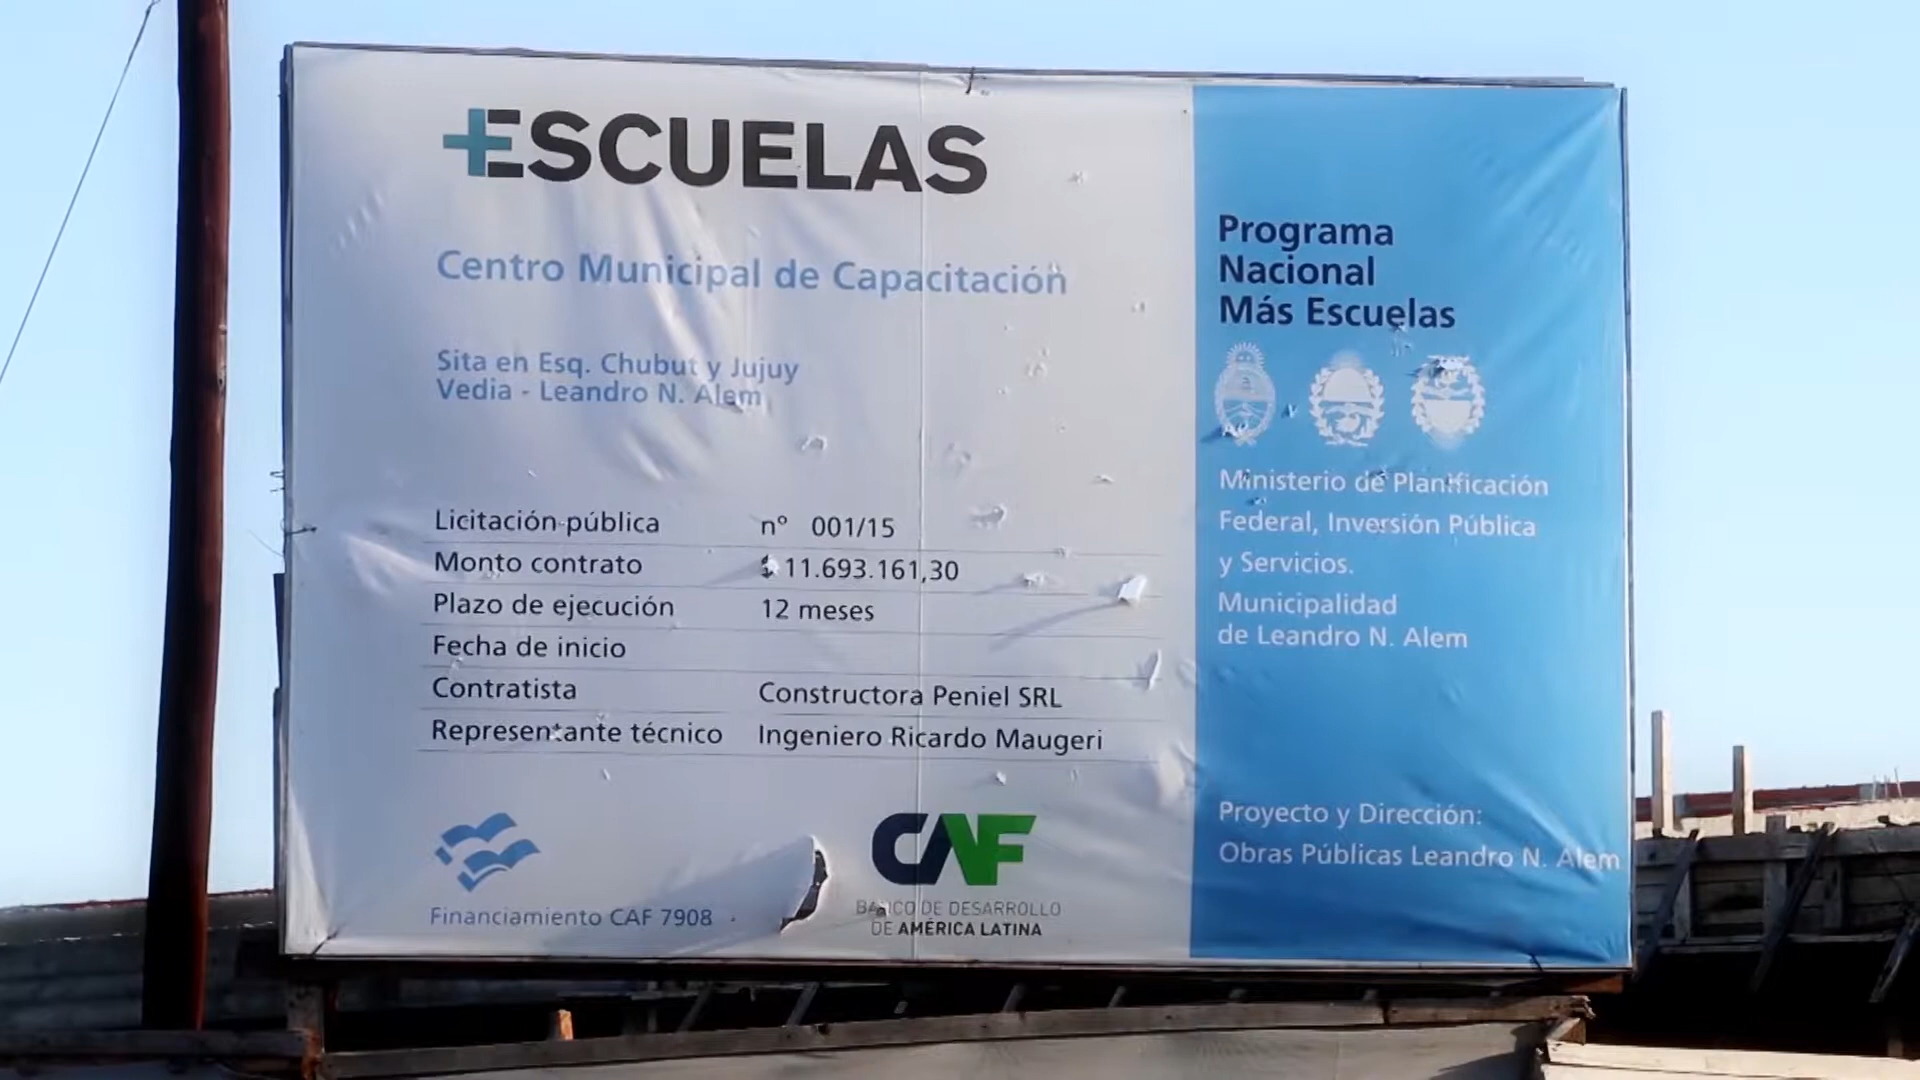 +ESCUELAS
Centro Municipal de Capacitación
Sita en Esq. Chubut y Jujuy
Vedia - Leandro N. Alem
Licitación pública nº 001/15
Monto contrato $ 11.693.161,30
Plazo de ejecución 12 meses
Fecha de inicio
Contratista Constructora Peniel SRL
Representante técnico Ingeniero Ricardo Maugeri
Financiamiento CAF 7908
CAF
BANCO DE DESARROLLO
DE AMÉRICA LATINA
Programa
Nacional
Más Escuelas
Ministerio de Planificación
Federal, Inversión Pública
y Servicios.
Municipalidad
de Leandro N. Alem
Proyecto y Dirección:
Obras Públicas Leandro N. Alem